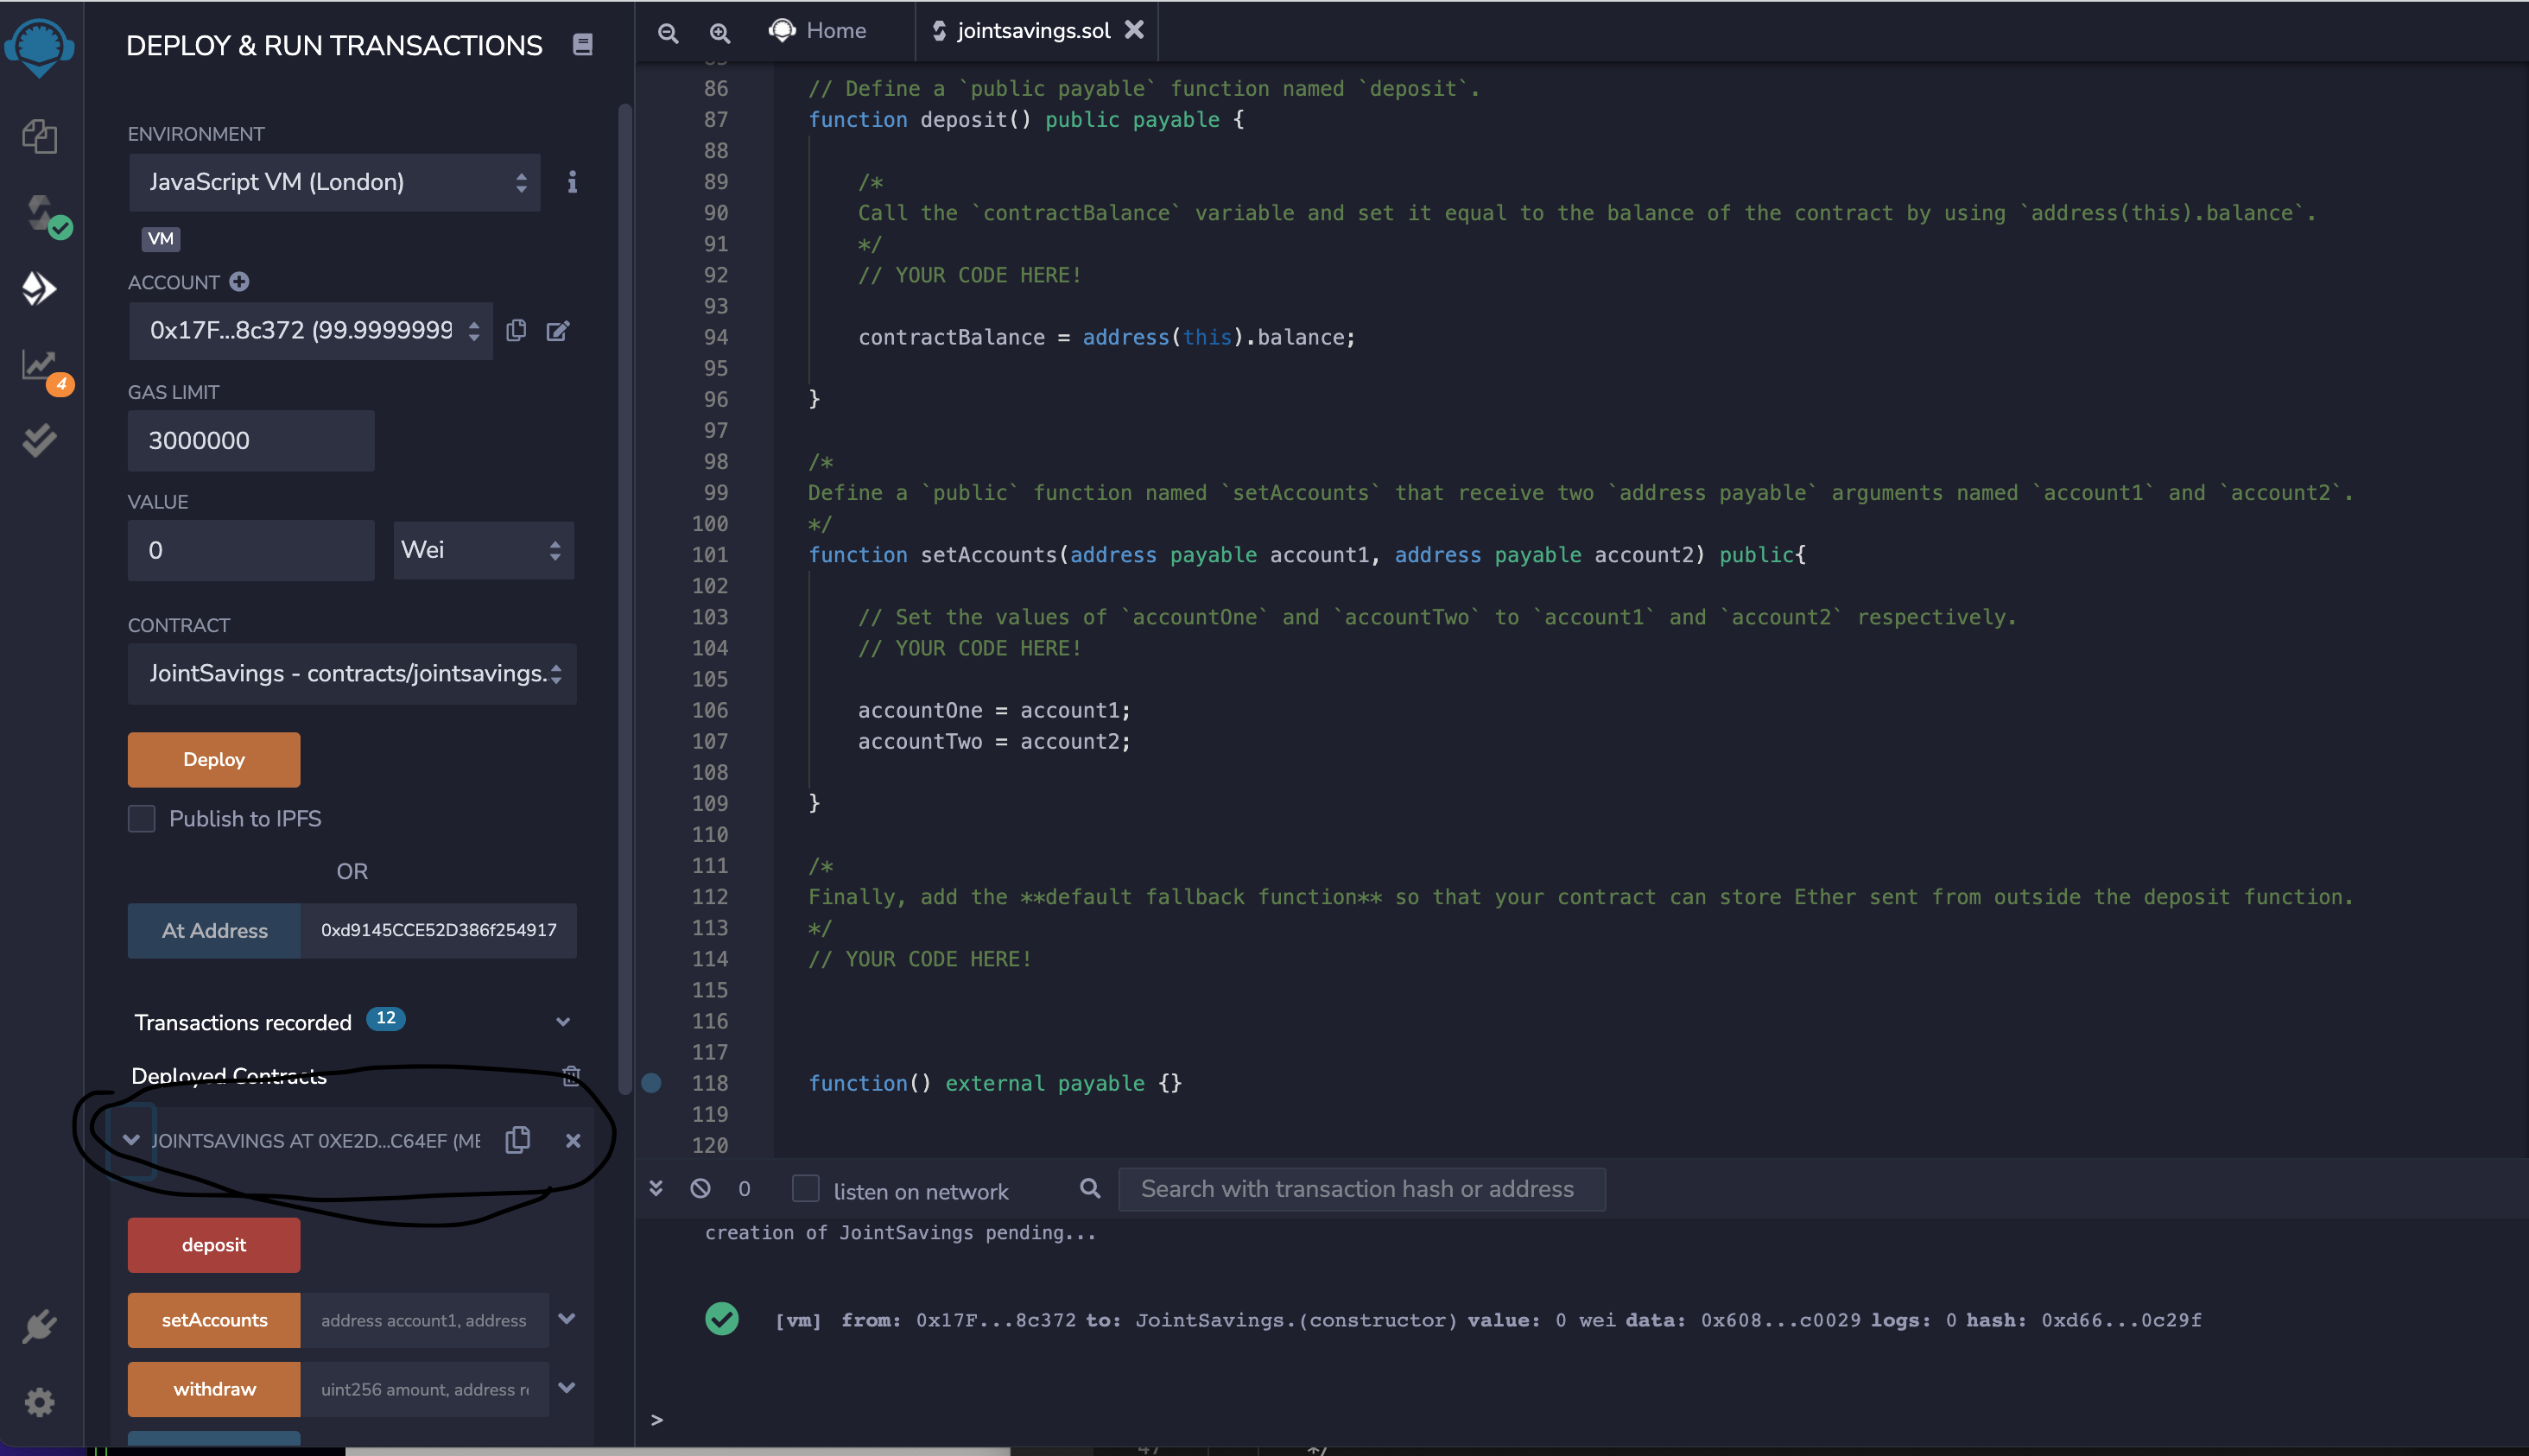 DEPLOY & RUN TRANSACTIONS
ENVIRONMENT
JavaScript VM (London)
VM
ACCOUNT
0x17F...8c372 (99.9999999
GAS LIMIT
3000000
VALUE
0
Wei
CONTRACT
JointSavings - contracts/jointsavings.
Deploy
Publish to IPFS
OR
At Address
0xd9145CCE52D386f254917
Transactions recorded 12
Deployed Contracts
JOINTSAVINGS AT 0XE2D...C64EF (ME
deposit
setAccounts
address account1, address
withdraw
uint256 amount, address re
4
Home
jointsavings.sol
86 // Define a `public payable` function named `deposit`.
87 function deposit() public payable {
88
89 /*
90 Call the `contractBalance` variable and set it equal to the balance of the contract by using `address(this).balance`.
91 */
92 // YOUR CODE HERE!
93
94 contractBalance = address(this).balance;
95
96 }
97
98 /*
99 Define a `public` function named `setAccounts` that receive two `address payable` arguments named `account1` and `account2`.
100 */
101 function setAccounts(address payable account1, address payable account2) public{
102
103 // Set the values of `accountOne` and `accountTwo` to `account1` and `account2` respectively.
104 // YOUR CODE HERE!
105
106 accountOne = account1;
107 accountTwo = account2;
108
109 }
110
111 /*
112 Finally, add the **default fallback function** so that your contract can store Ether sent from outside the deposit function.
113 */
114 // YOUR CODE HERE!
115
116
117
118 function() external payable {}
119
120
0
listen on network
Search with transaction hash or address
creation of JointSavings pending...
[vm] from: 0x17F...8c372 to: JointSavings.(constructor) value: 0 wei data: 0x608...c0029 logs: 0 hash: 0xd66...0c29f
>